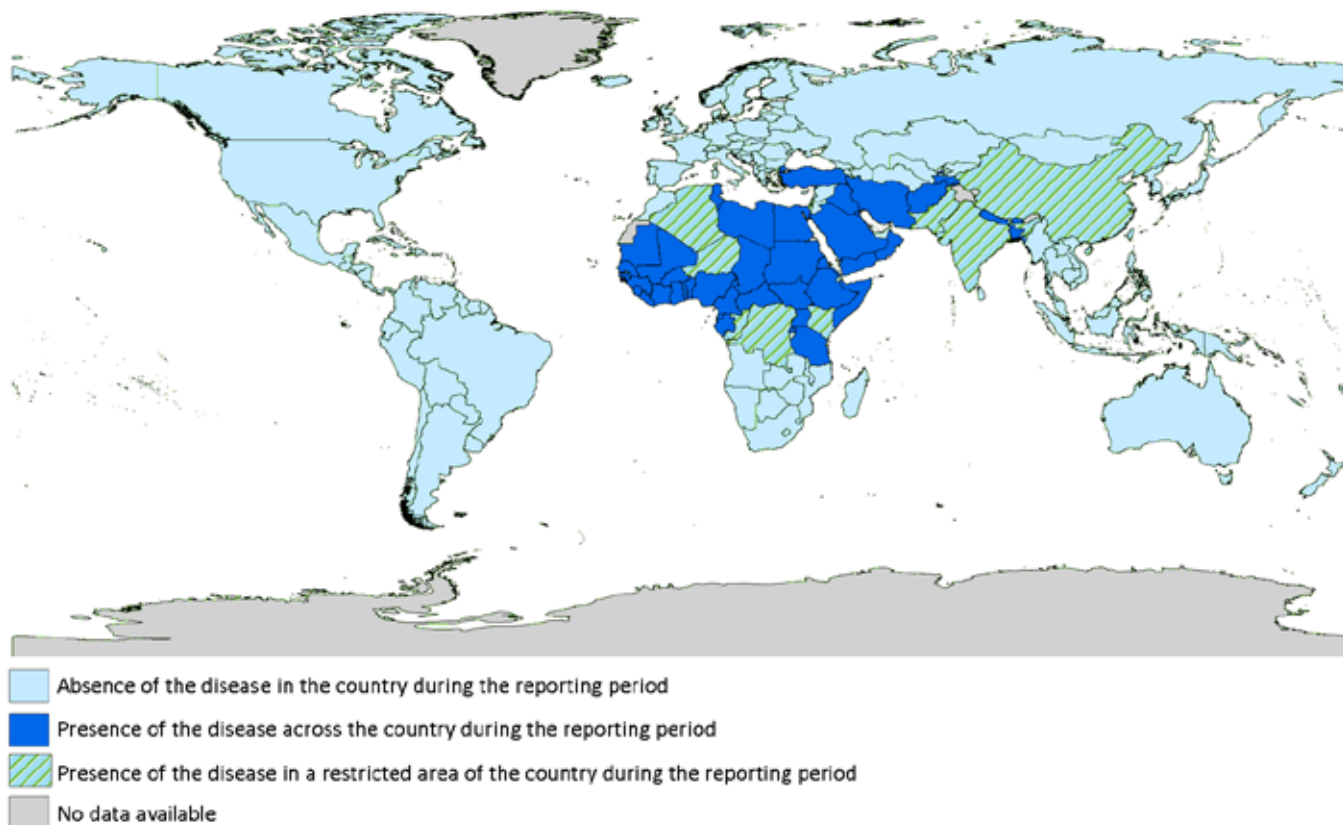 Absence of the disease in the country during the reporting period
Presence of the disease across the country during the reporting period
Presence of the disease in a restricted area of the country during the reporting period
No data available